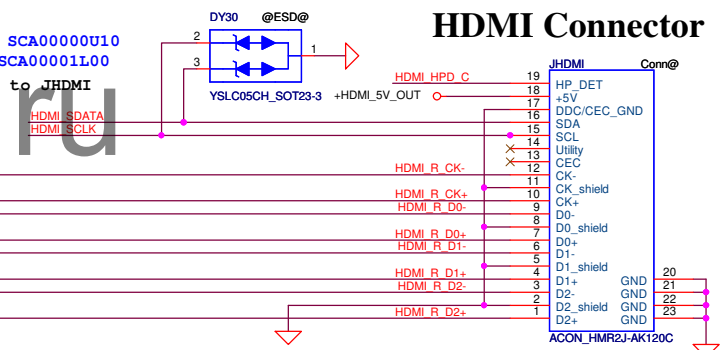 HDMI Connector
DY30 @ESD@
SCA00000U10
SCA00001L00
to JHDMI
2
3
1
YSLC05CH_SOT23-3
ru
HDMI_SDATA
HDMI_SCLK
JHDMI Conn@
HDMI_HPD_C 19 HP_DET
+HDMI_5V_OUT 18 +5V
17 DDC/CEC_GND
16 SDA
15 SCL
14 Utility
13 CEC
HDMI_R_CK- 12 CK-
11 CK_shield
HDMI_R_CK+ 10 CK+
HDMI_R_D0- 9 D0-
8 D0_shield
HDMI_R_D0+ 7 D0+
HDMI_R_D1- 6 D1-
5 D1_shield
HDMI_R_D1+ 4 D1+ GND 20
HDMI_R_D2- 3 D2- GND 21
2 D2_shield GND 22
HDMI_R_D2+ 1 D2+ GND 23
ACON_HMR2J-AK120C